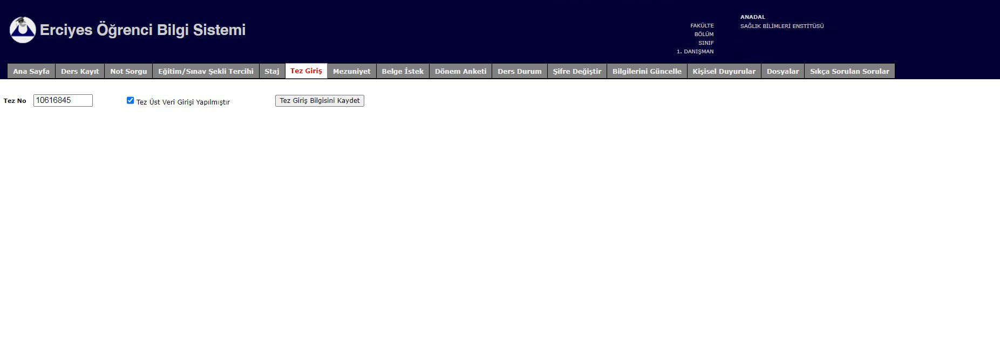 Erciyes Öğrenci Bilgi Sistemi
ANADAL
FAKÜLTE SAĞLIK BİLİMLERİ ENSTİTÜSÜ
BÖLÜM
SINIF
1. DANIŞMAN
Ana Sayfa Ders Kayıt Not Sorgu Eğitim/Sınav Şekli Tercihi Staj Tez Giriş Mezuniyet Belge İstek Dönem Anketi Ders Durum Şifre Değiştir Bilgilerini Güncelle Kişisel Duyurular Dosyalar Sıkça Sorulan Sorular
Tez No 10616845 Tez Üst Veri Girişi Yapılmıştır Tez Giriş Bilgisini Kaydet